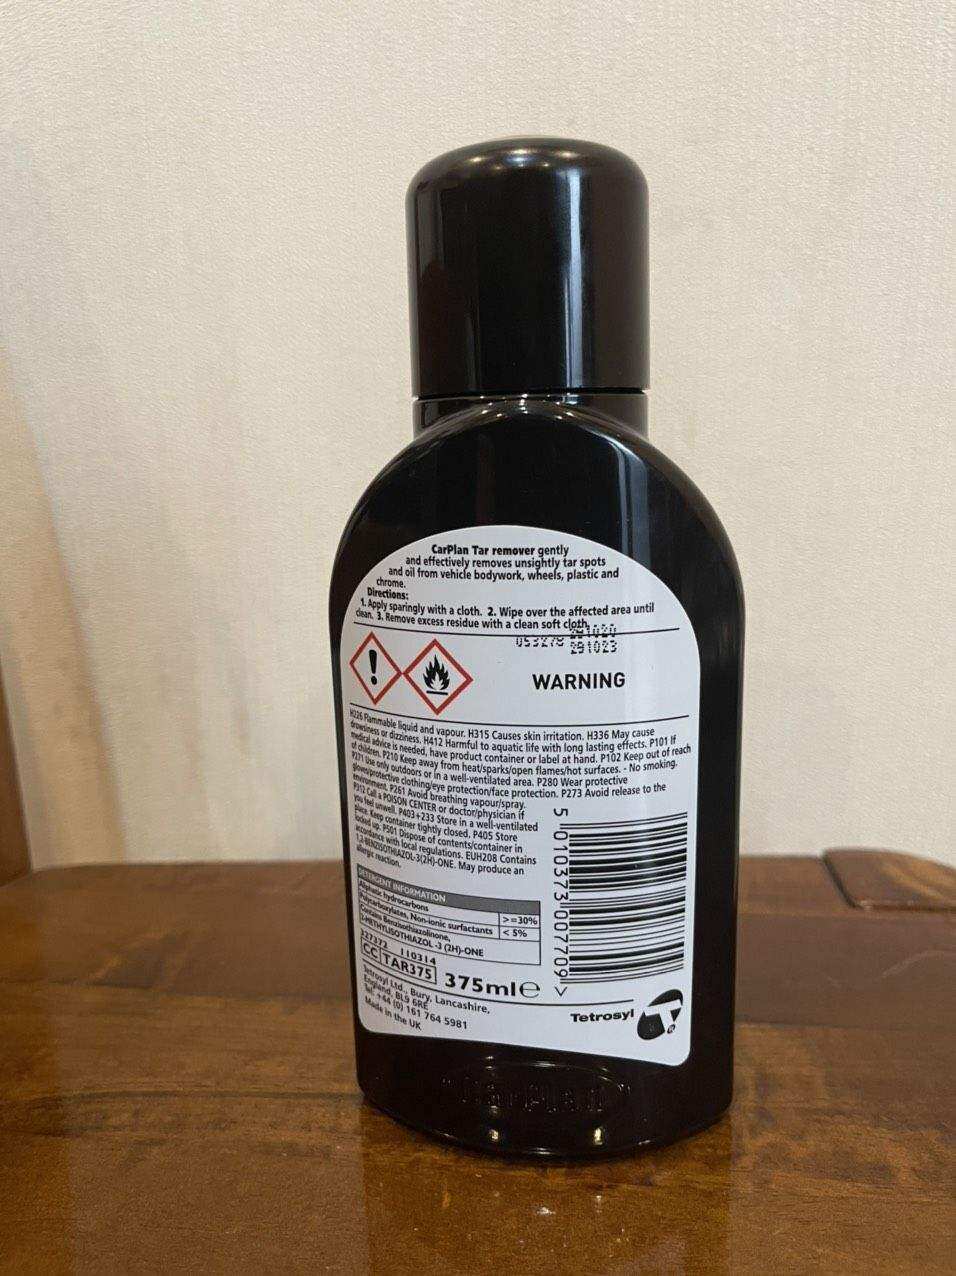 CarPlan Tar remover gently
and effectively removes unsightly tar spots
and oil from vehicle bodywork, wheels, plastic and
chrome.
Directions:
1. Apply sparingly with a cloth. 2. Wipe over the affected area until
clean. 3. Remove excess residue with a clean soft cloth.
291020
053278 291023
WARNING
H226 Flammable liquid and vapour. H315 Causes skin irritation. H336 May cause
drowsiness or dizziness. H412 Harmful to aquatic life with long lasting effects. P101 If
medical advice is needed, have product container or label at hand. P102 Keep out of reach
of children. P210 Keep away from heat/sparks/open flames/hot surfaces. - No smoking.
P271 Use only outdoors or in a well-ventilated area. P280 Wear protective
gloves/protective clothing/eye protection/face protection. P273 Avoid release to the
environment. P261 Avoid breathing vapour/spray.
P312 Call a POISON CENTER or doctor/physician if
you feel unwell. P403+233 Store in a well-ventilated
place. Keep container tightly closed. P405 Store
locked up. P501 Dispose of contents/container in
accordance with local regulations. EUH208 Contains
1,2-BENZISOTHIAZOL-3(2H)-ONE. May produce an
allergic reaction.
5 010373 007709 >
DETERGENT INFORMATION
Aliphatic hydrocarbons >=30%
Polycarboxylates, Non-ionic surfactants < 5%
Contains Benzisothiazolinone,
2-METHYLISOTHIAZOL -3 (2H)-ONE
327372 110314
CC TAR375 375ml e
Tetrosyl Ltd., Bury, Lancashire,
England. BL9 6RE
Tel. +44 (0) 161 764 5981
Made in the UK
Tetrosyl
"CarPlan"